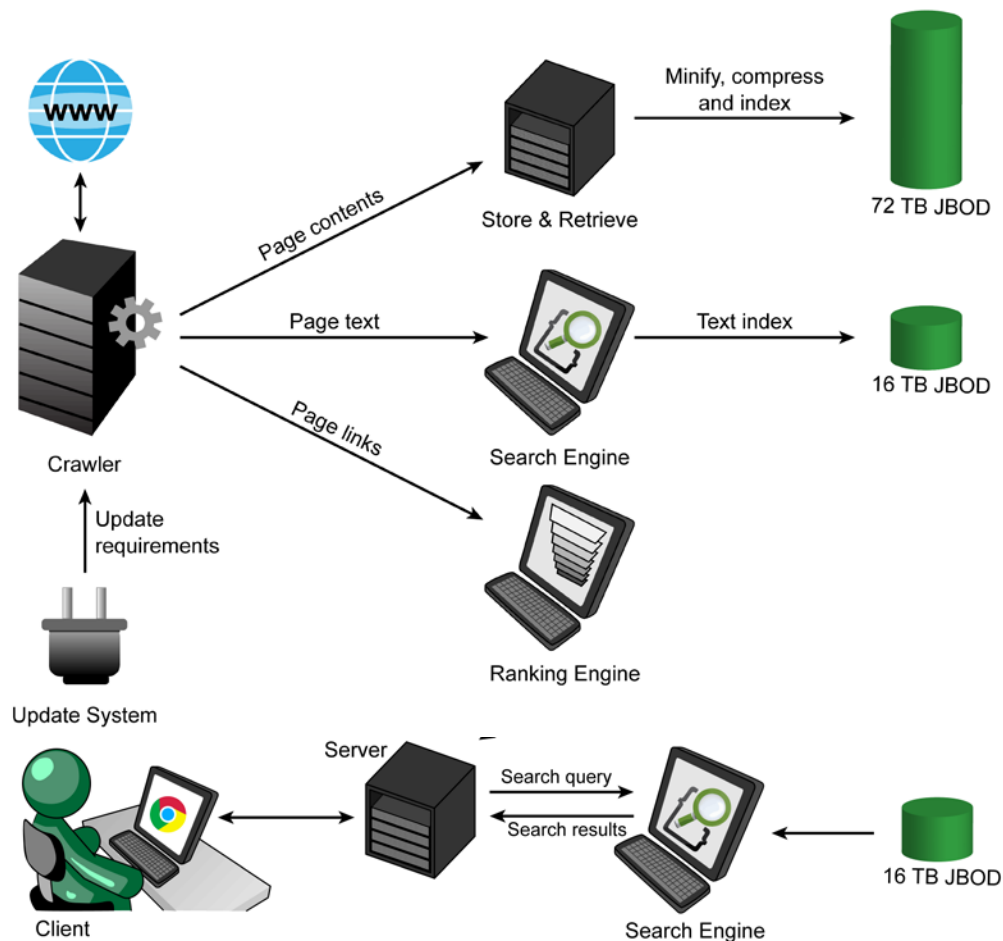 WWW
Minify, compress
and index
72 TB JBOD
Page contents
Store & Retrieve
Page text
Text index
16 TB JBOD
Page links
Search Engine
Crawler
Update
requirements
Ranking Engine
Update System
Server
Search query
Search results
16 TB JBOD
Client
Search Engine